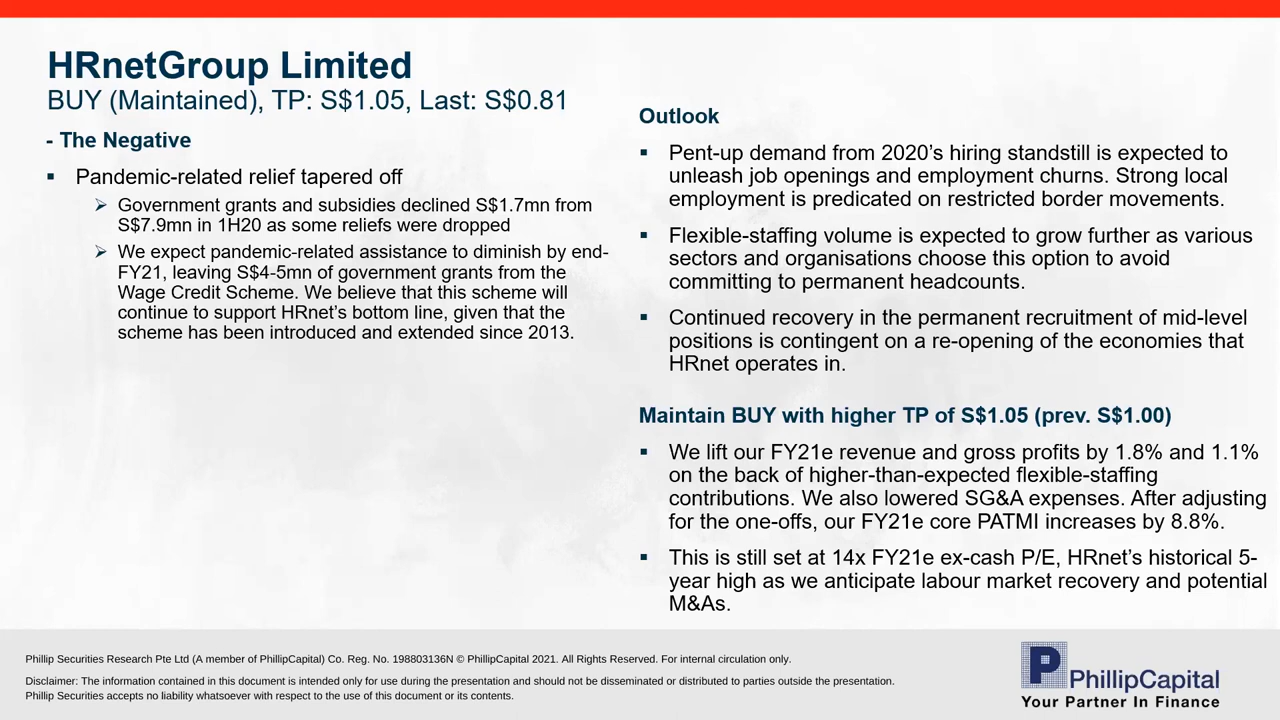 HRnetGroup Limited
BUY (Maintained), TP: S$1.05, Last: S$0.81
- The Negative
▪ Pandemic-related relief tapered off
➢ Government grants and subsidies declined S$1.7mn from
S$7.9mn in 1H20 as some reliefs were dropped
➢ We expect pandemic-related assistance to diminish by end-
FY21, leaving S$4-5mn of government grants from the
Wage Credit Scheme. We believe that this scheme will
continue to support HRnet's bottom line, given that the
scheme has been introduced and extended since 2013.
Outlook
▪ Pent-up demand from 2020's hiring standstill is expected to
unleash job openings and employment churns. Strong local
employment is predicated on restricted border movements.
▪ Flexible-staffing volume is expected to grow further as various
sectors and organisations choose this option to avoid
committing to permanent headcounts.
▪ Continued recovery in the permanent recruitment of mid-level
positions is contingent on a re-opening of the economies that
HRnet operates in.
Maintain BUY with higher TP of S$1.05 (prev. S$1.00)
▪ We lift our FY21e revenue and gross profits by 1.8% and 1.1%
on the back of higher-than-expected flexible-staffing
contributions. We also lowered SG&A expenses. After adjusting
for the one-offs, our FY21e core PATMI increases by 8.8%.
▪ This is still set at 14x FY21e ex-cash P/E, HRnet's historical 5-
year high as we anticipate labour market recovery and potential
M&As.
Phillip Securities Research Pte Ltd (A member of PhillipCapital) Co. Reg. No. 198803136N © PhillipCapital 2021. All Rights Reserved. For internal circulation only.
Disclaimer: The information contained in this document is intended only for use during the presentation and should not be disseminated or distributed to parties outside the presentation.
Phillip Securities accepts no liability whatsoever with respect to the use of this document or its contents.
P PhillipCapital
Your Partner In Finance